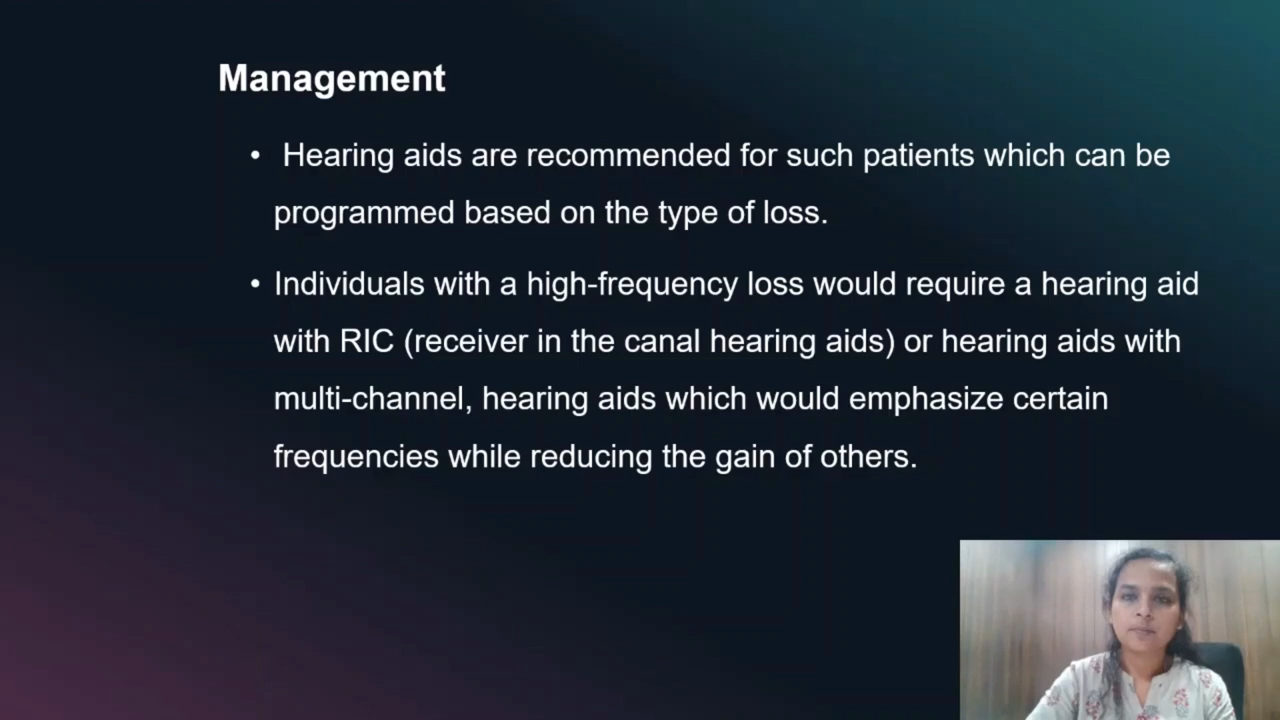 Management
• Hearing aids are recommended for such patients which can be
programmed based on the type of loss.
• Individuals with a high-frequency loss would require a hearing aid
with RIC (receiver in the canal hearing aids) or hearing aids with
multi-channel, hearing aids which would emphasize certain
frequencies while reducing the gain of others.